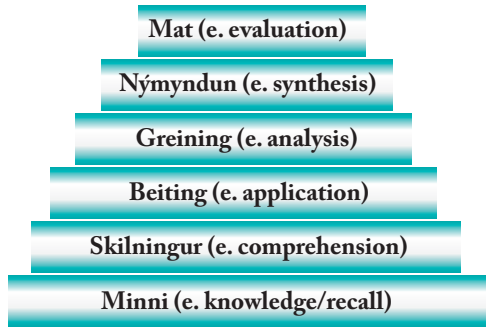 Mat (e. evaluation)
Nýmyndun (e. synthesis)
Greining (e. analysis)
Beiting (e. application)
Skilningur (e. comprehension)
Minni (e. knowledge/recall)